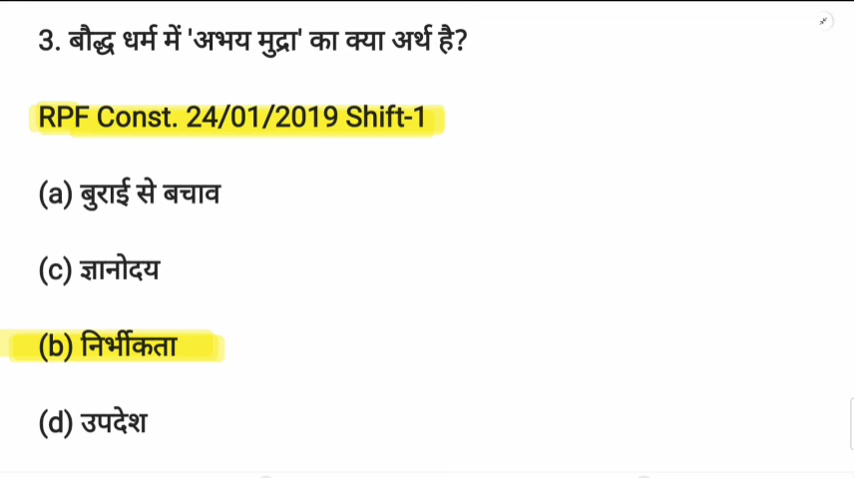 3. बौद्ध धर्म में 'अभय मुद्रा' का क्या अर्थ है?
RPF Const. 24/01/2019 Shift-1
(a) बुराई से बचाव
(c) ज्ञानोदय
(b) निर्भीकता
(d) उपदेश